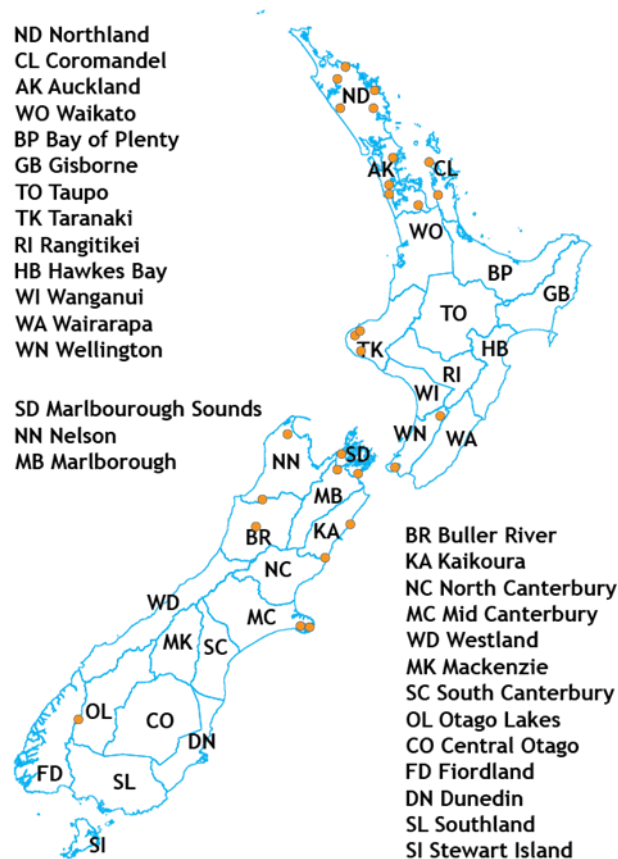 ND Northland
CL Coromandel
AK Auckland
WO Waikato
BP Bay of Plenty
GB Gisborne
TO Taupo
TK Taranaki
RI Rangitikei
HB Hawkes Bay
WI Wanganui
WA Wairarapa
WN Wellington
SD Marlbourough Sounds
NN Nelson
MB Marlborough
ND
AK
CL
WO
BP
GB
TO
HB
TK
RI
WI
WN
WA
SD
NN
MB
KA
BR
NC
WD
MC
MK
SC
OL
CO
DN
FD
SL
SI
BR Buller River
KA Kaikoura
NC North Canterbury
MC Mid Canterbury
WD Westland
MK Mackenzie
SC South Canterbury
OL Otago Lakes
CO Central Otago
FD Fiordland
DN Dunedin
SL Southland
SI Stewart Island